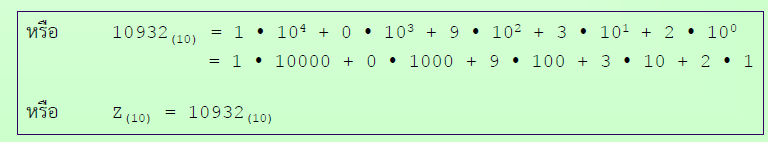 หรือ 10932₍₁₀₎ = 1 • 10⁴ + 0 • 10³ + 9 • 10² + 3 • 10¹ + 2 • 10⁰
= 1 • 10000 + 0 • 1000 + 9 • 100 + 3 • 10 + 2 • 1
หรือ Z₍₁₀₎ = 10932₍₁₀₎